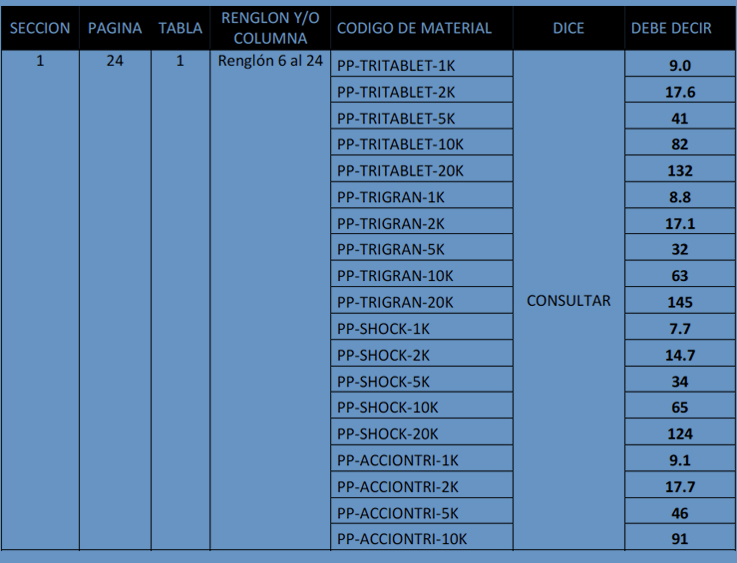 SECCION PAGINA TABLA RENGLON Y/O COLUMNA CODIGO DE MATERIAL DICE DEBE DECIR
1 24 1 Renglón 6 al 24 PP-TRITABLET-1K CONSULTAR 9.0
PP-TRITABLET-2K 17.6
PP-TRITABLET-5K 41
PP-TRITABLET-10K 82
PP-TRITABLET-20K 132
PP-TRIGRAN-1K 8.8
PP-TRIGRAN-2K 17.1
PP-TRIGRAN-5K 32
PP-TRIGRAN-10K 63
PP-TRIGRAN-20K 145
PP-SHOCK-1K 7.7
PP-SHOCK-2K 14.7
PP-SHOCK-5K 34
PP-SHOCK-10K 65
PP-SHOCK-20K 124
PP-ACCIONTRI-1K 9.1
PP-ACCIONTRI-2K 17.7
PP-ACCIONTRI-5K 46
PP-ACCIONTRI-10K 91